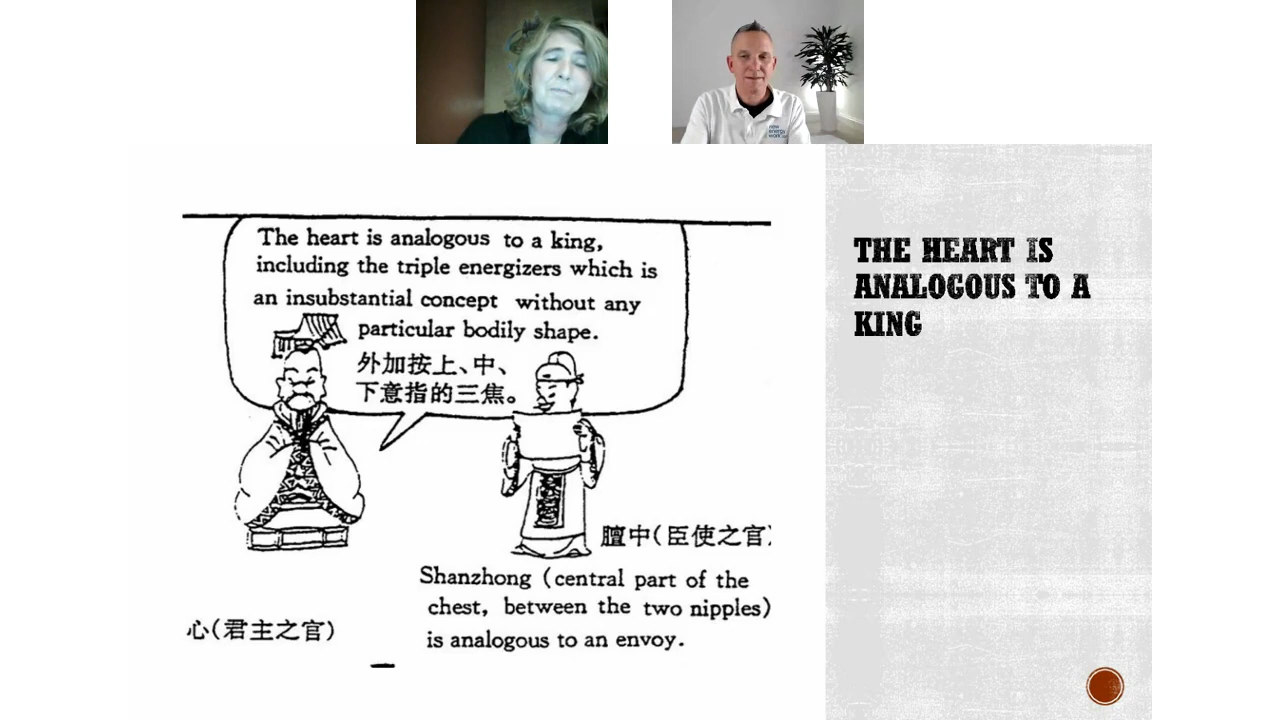 new
energy
work
The heart is analogous to a king,
including the triple energizers which is
an insubstantial concept without any
particular bodily shape.
外加按上、中、
下意指的三焦。
膻中(臣使之官)
Shanzhong (central part of the
chest, between the two nipples)
is analogous to an envoy.
心(君主之官)
THE HEART IS
ANALOGOUS TO A
KING